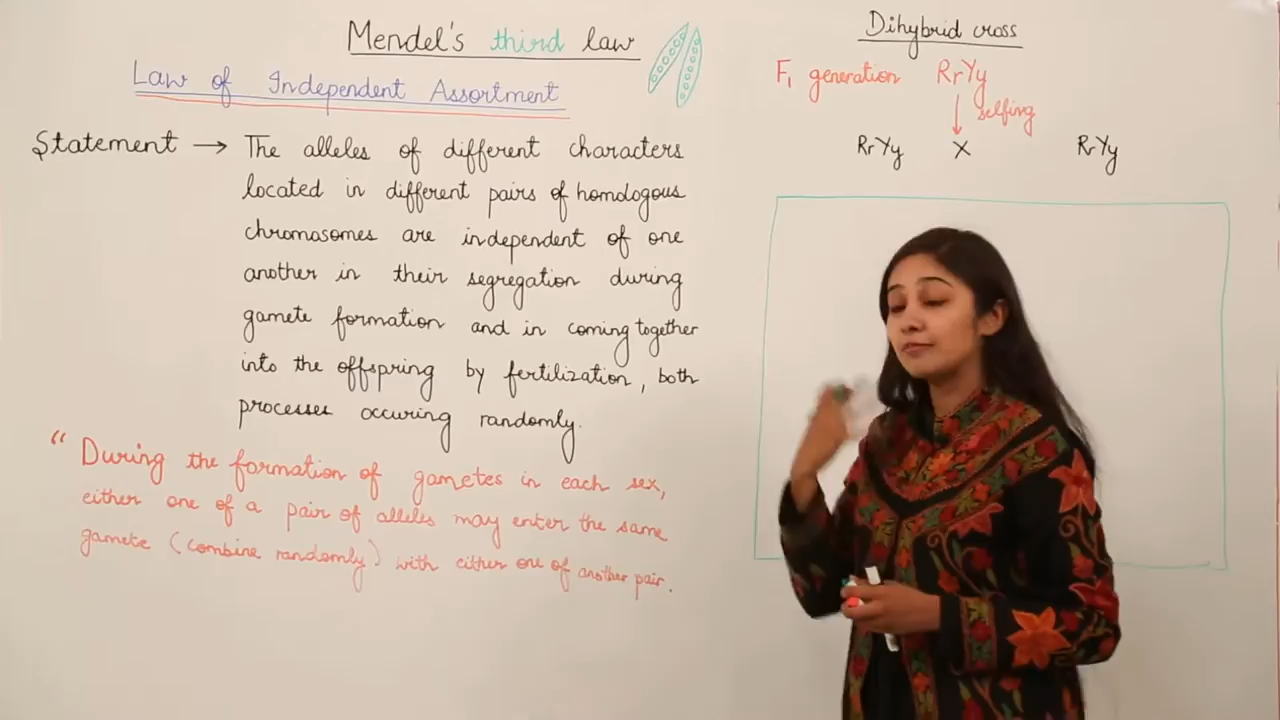 Mendel's third law
Law of Independent Assortment
Statement → The alleles of different characters
located in different pairs of homologous
chromosomes are independent of one
another in their segregation during
gamete formation and in coming together
into the offspring by fertilization, both
processes occuring randomly.
" During the formation of gametes in each sex,
either one of a pair of alleles may enter the same
gamete (combine randomly) with either one of another pair.
Dihybrid cross
F₁ generation RrYy
↓ selfing
RrYy X RrYy